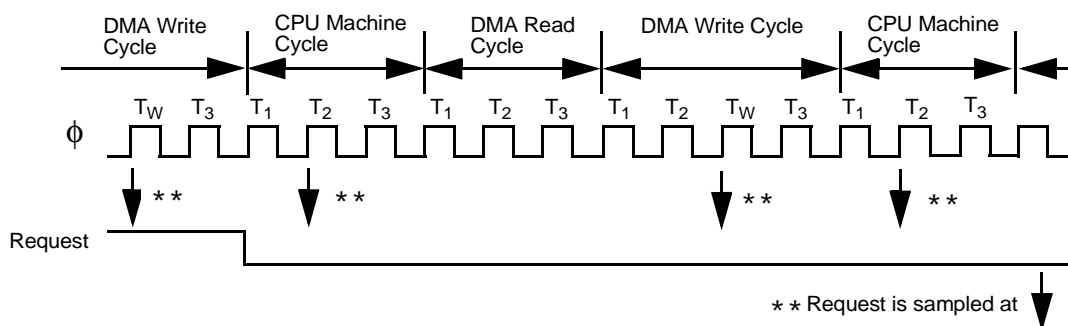 DMA Write Cycle
CPU Machine Cycle
DMA Read Cycle
DMA Write Cycle
CPU Machine Cycle
TW T3 T1 T2 T3 T1 T2 T3 T1 T2 TW T3 T1 T2 T3
ϕ
** ** ** **
Request
** Request is sampled at